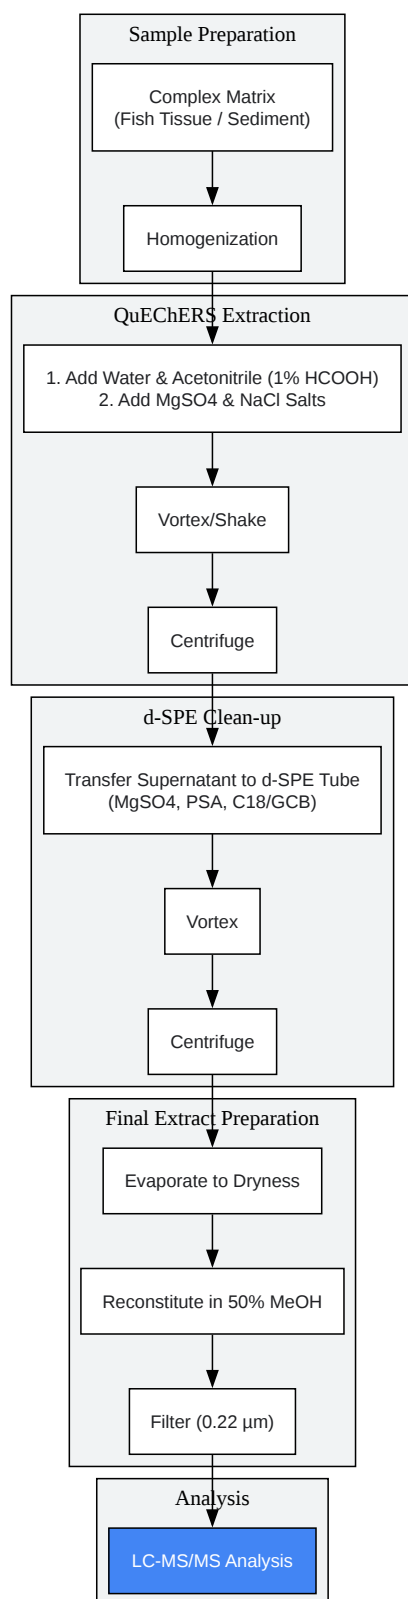 Sample Preparation
Complex Matrix
(Fish Tissue / Sediment)
Homogenization
QuEChERS Extraction
1. Add Water & Acetonitrile (1% HCOOH)
2. Add MgSO4 & NaCl Salts
Vortex/Shake
Centrifuge
d-SPE Clean-up
Transfer Supernatant to d-SPE Tube
(MgSO4, PSA, C18/GCB)
Vortex
Centrifuge
Final Extract Preparation
Evaporate to Dryness
Reconstitute in 50% MeOH
Filter (0.22 µm)
Analysis
LC-MS/MS Analysis